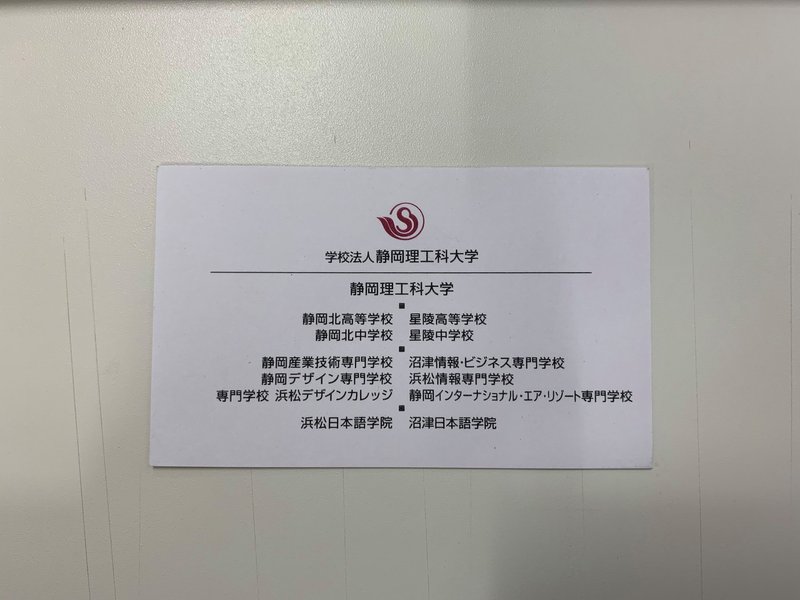 学校法人 静岡理工科大学
静岡理工科大学
静岡北高等学校 星陵高等学校
静岡北中学校 星陵中学校
静岡産業技術専門学校 沼津情報・ビジネス専門学校
静岡デザイン専門学校 浜松情報専門学校
専門学校 浜松デザインカレッジ 静岡インターナショナル・エア・リゾート専門学校
浜松日本語学院 沼津日本語学院